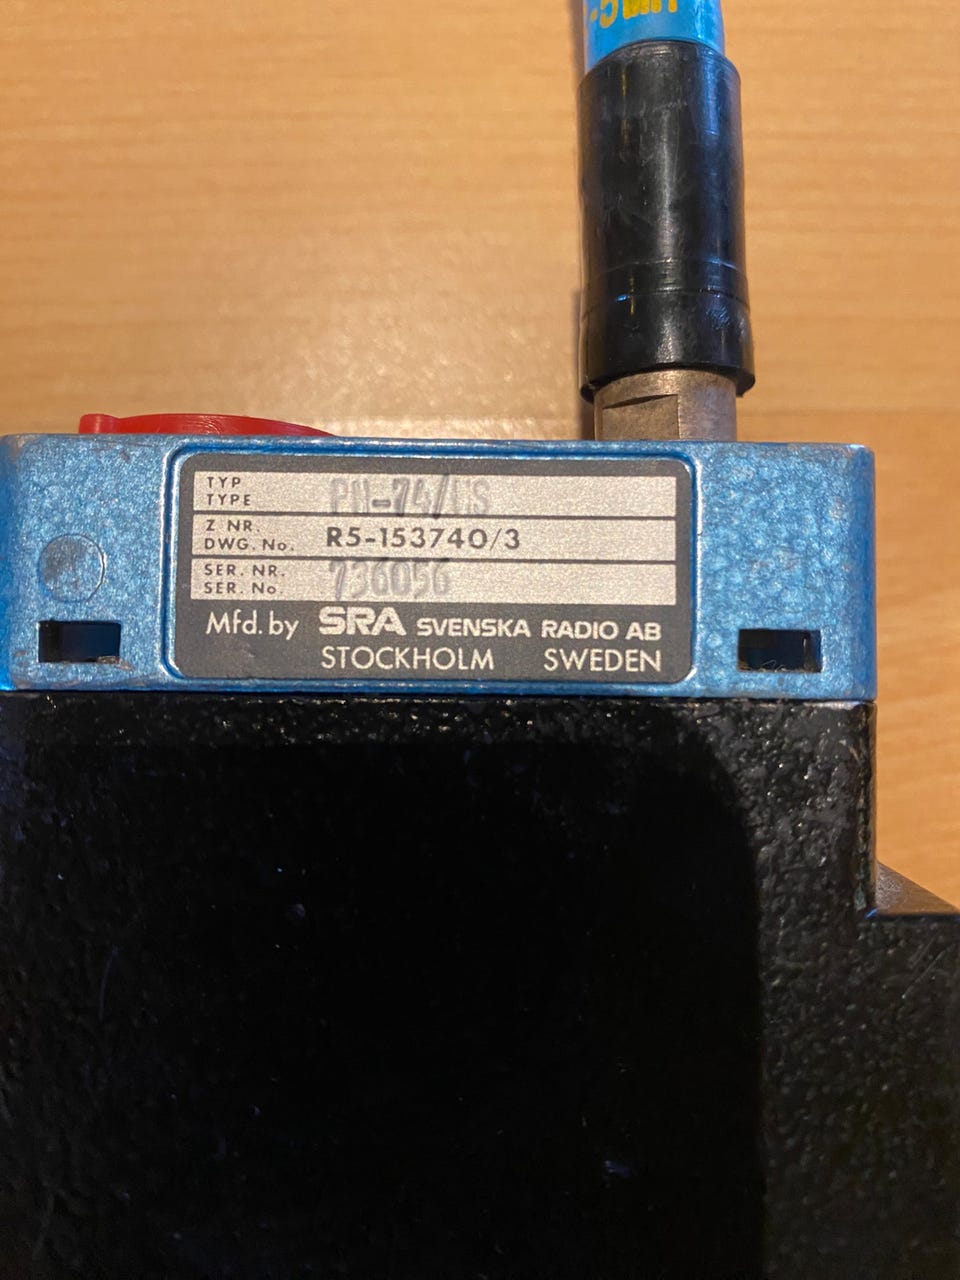 TYP
TYPE
Z NR.
DWG. No. R5-153740/3
SER. NR. 736056
SER. No.
Mfd. by SRA SVENSKA RADIO AB
STOCKHOLM SWEDEN